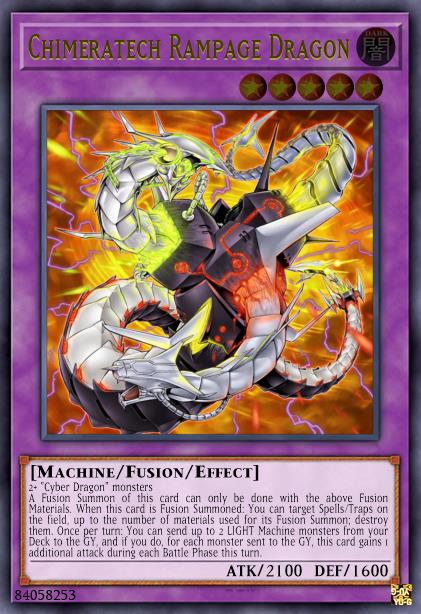 CHIMERATECH RAMPAGE DRAGON
DARK
闇
[MACHINE/FUSION/EFFECT]
2+ "Cyber Dragon" monsters
A Fusion Summon of this card can only be done with the above Fusion
Materials. When this card is Fusion Summoned: You can target Spells/Traps on
the field, up to the number of materials used for its Fusion Summon; destroy
them. Once per turn: You can send up to 2 LIGHT Machine monsters from your
Deck to the GY, and if you do, for each monster sent to the GY, this card gains 1
additional attack during each Battle Phase this turn.
ATK/2100 DEF/1600
84058253